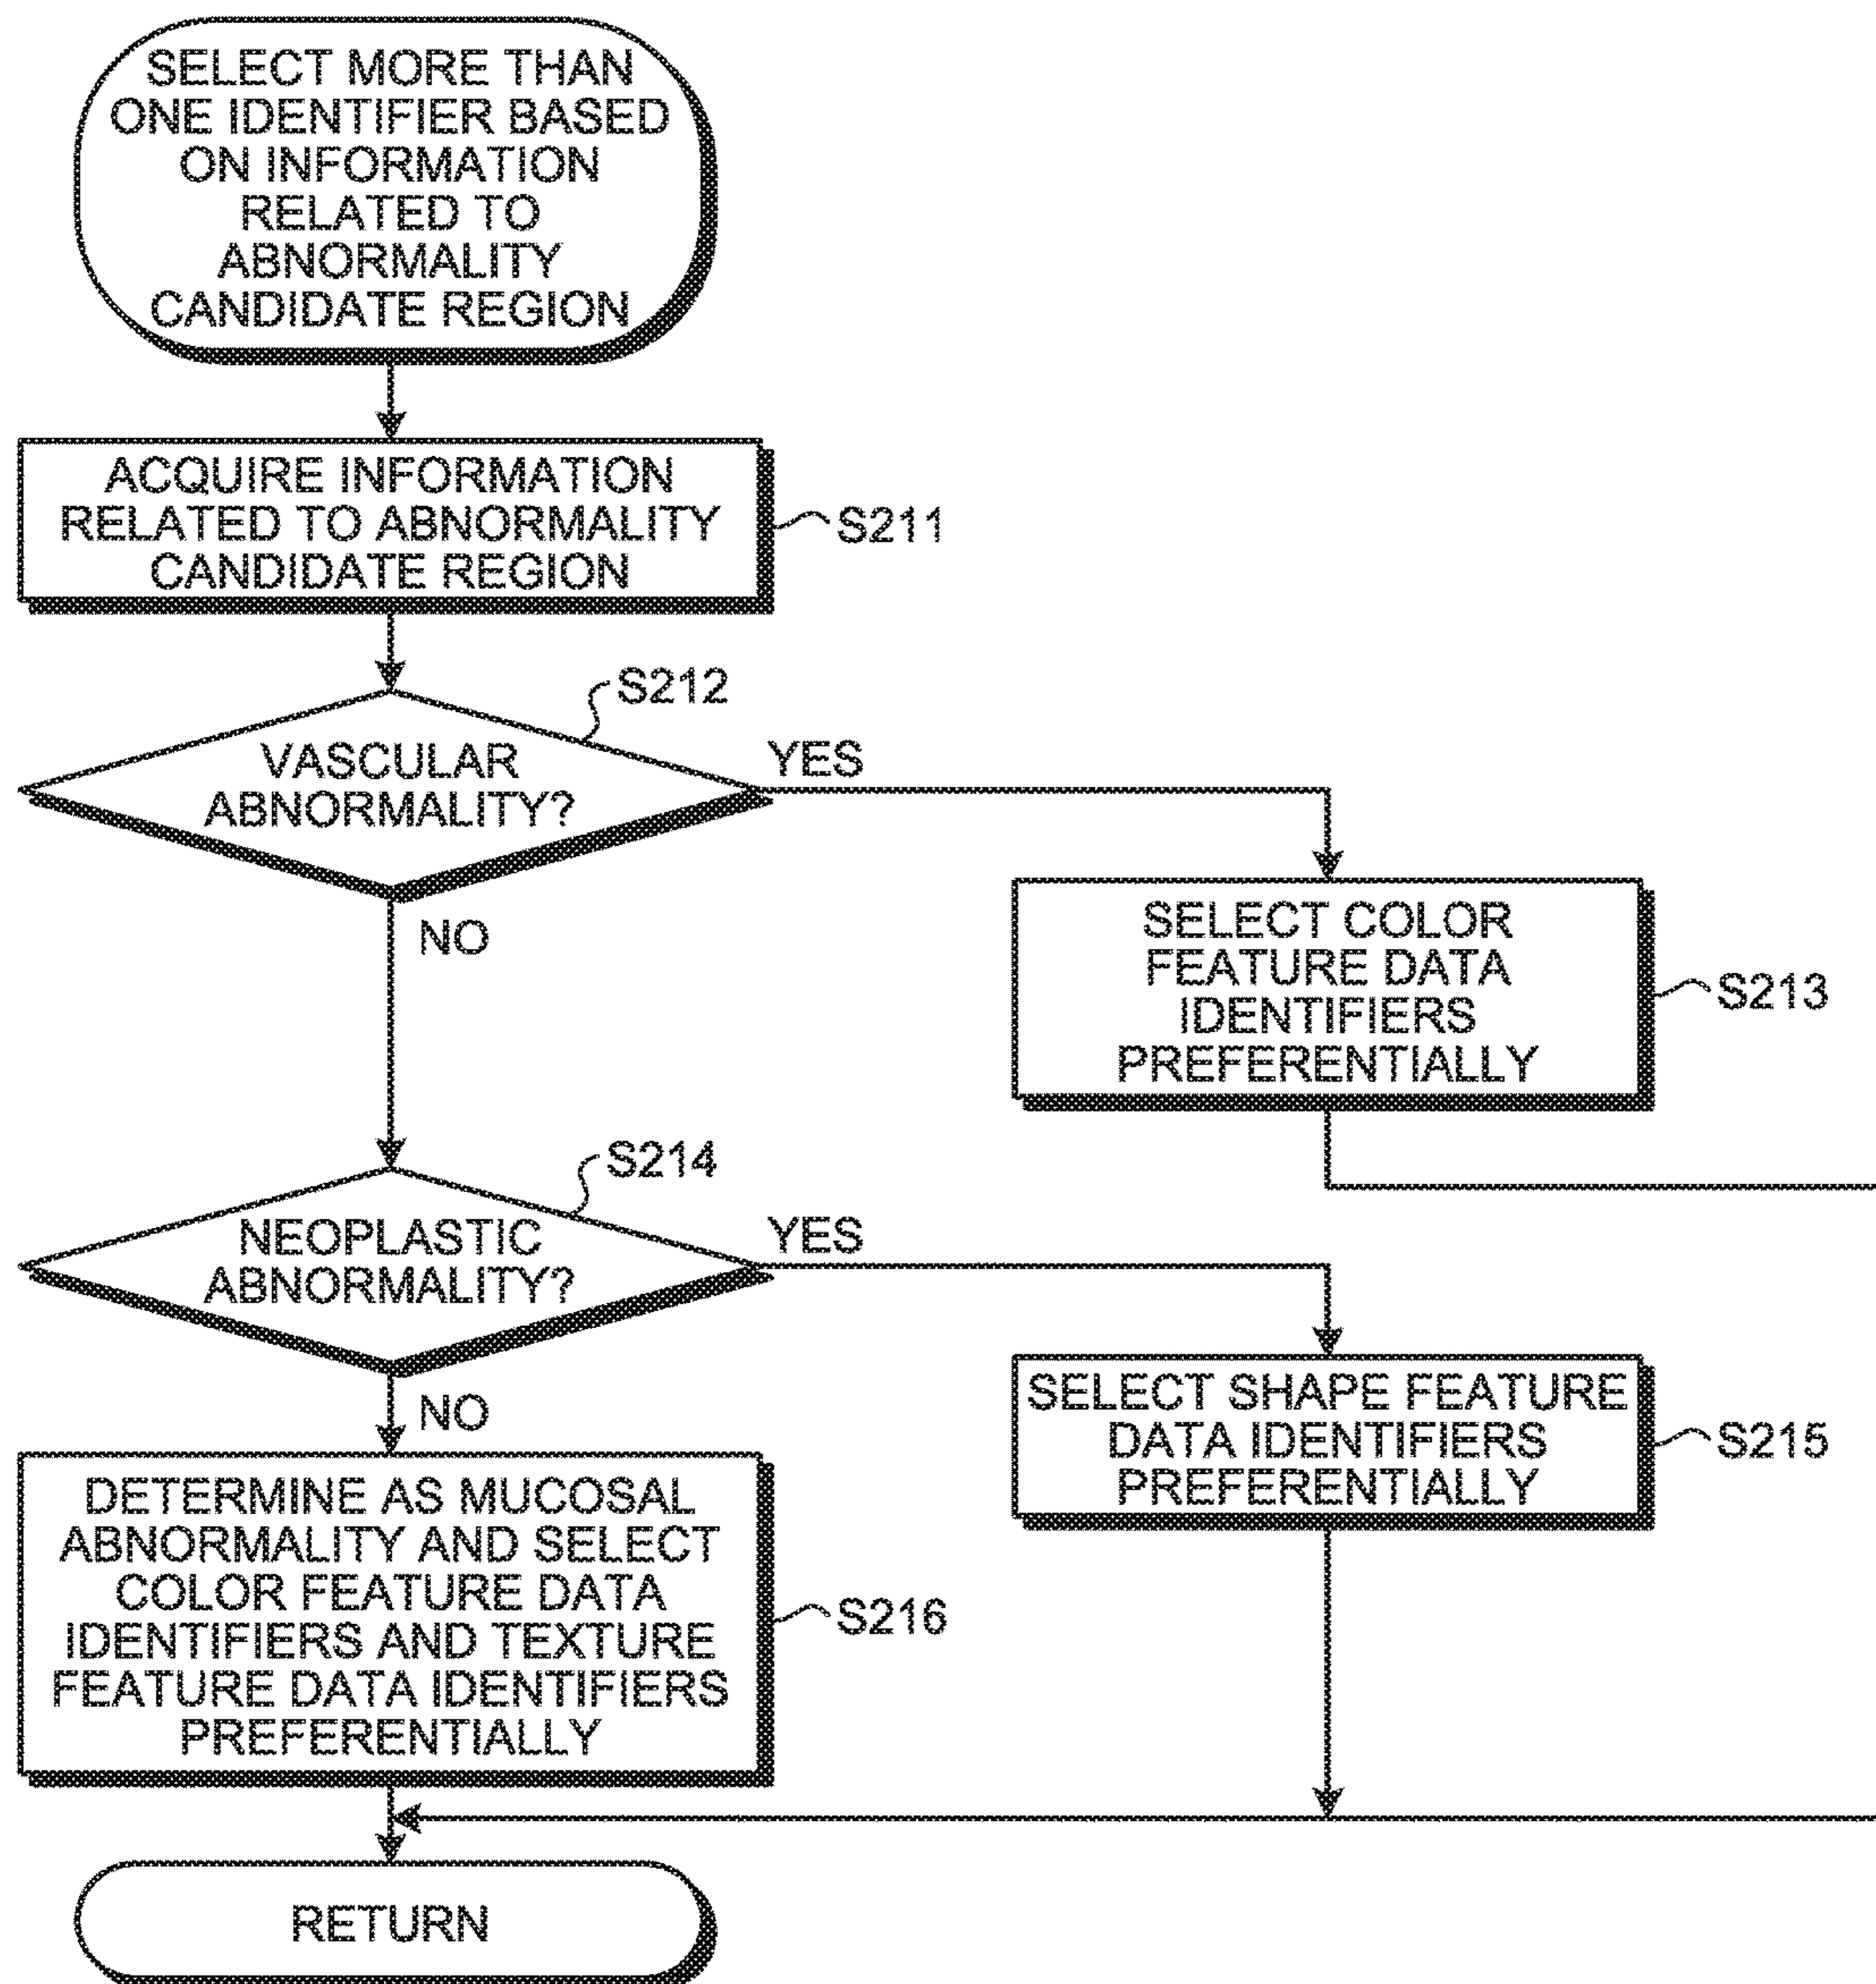 SELECT MORE THAN
ONE IDENTIFIER BASED
ON INFORMATION
RELATED TO
ABNORMALITY
CANDIDATE REGION
ACQUIRE INFORMATION
RELATED TO ABNORMALITY
CANDIDATE REGION
S211
S212
VASCULAR
ABNORMALITY?
YES
NO
SELECT COLOR
FEATURE DATA
IDENTIFIERS
PREFERENTIALLY
S213
S214
NEOPLASTIC
ABNORMALITY?
YES
NO
SELECT SHAPE FEATURE
DATA IDENTIFIERS
PREFERENTIALLY
S215
DETERMINE AS MUCOSAL
ABNORMALITY AND SELECT
COLOR FEATURE DATA
IDENTIFIERS AND TEXTURE
FEATURE DATA IDENTIFIERS
PREFERENTIALLY
S216
RETURN